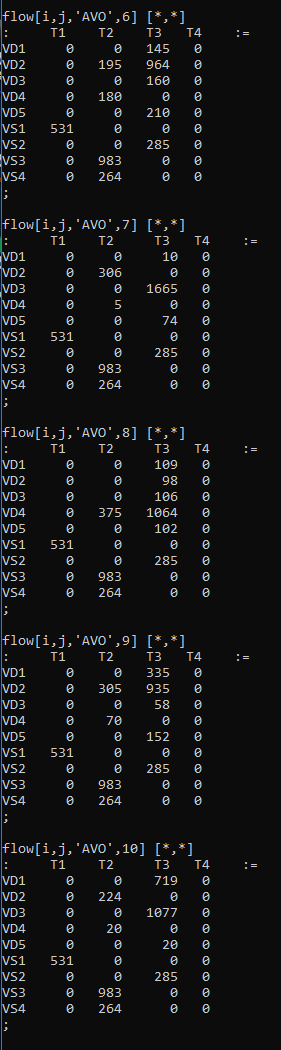 flow[i,j,'AVO',6] [*,*]
:     T1    T2    T3   T4     :=
VD1    0     0   145   0
VD2    0   195   964   0
VD3    0     0   160   0
VD4    0   180     0   0
VD5    0     0   210   0
VS1  531     0     0   0
VS2    0     0   285   0
VS3    0   983     0   0
VS4    0   264     0   0
;
flow[i,j,'AVO',7] [*,*]
:     T1    T2     T3   T4     :=
VD1    0     0     10   0
VD2    0   306      0   0
VD3    0     0   1665   0
VD4    0     5      0   0
VD5    0     0     74   0
VS1  531     0      0   0
VS2    0     0    285   0
VS3    0   983      0   0
VS4    0   264      0   0
;
flow[i,j,'AVO',8] [*,*]
:     T1    T2     T3   T4     :=
VD1    0     0    109   0
VD2    0     0     98   0
VD3    0     0    106   0
VD4    0   375   1064   0
VD5    0     0    102   0
VS1  531     0      0   0
VS2    0     0    285   0
VS3    0   983      0   0
VS4    0   264      0   0
;
flow[i,j,'AVO',9] [*,*]
:     T1    T2    T3   T4     :=
VD1    0     0   335   0
VD2    0   305   935   0
VD3    0     0    58   0
VD4    0    70     0   0
VD5    0     0   152   0
VS1  531     0     0   0
VS2    0     0   285   0
VS3    0   983     0   0
VS4    0   264     0   0
;
flow[i,j,'AVO',10] [*,*]
:     T1    T2     T3   T4     :=
VD1    0     0    719   0
VD2    0   224      0   0
VD3    0     0   1077   0
VD4    0    20      0   0
VD5    0     0     20   0
VS1  531     0      0   0
VS2    0     0    285   0
VS3    0   983      0   0
VS4    0   264      0   0
;